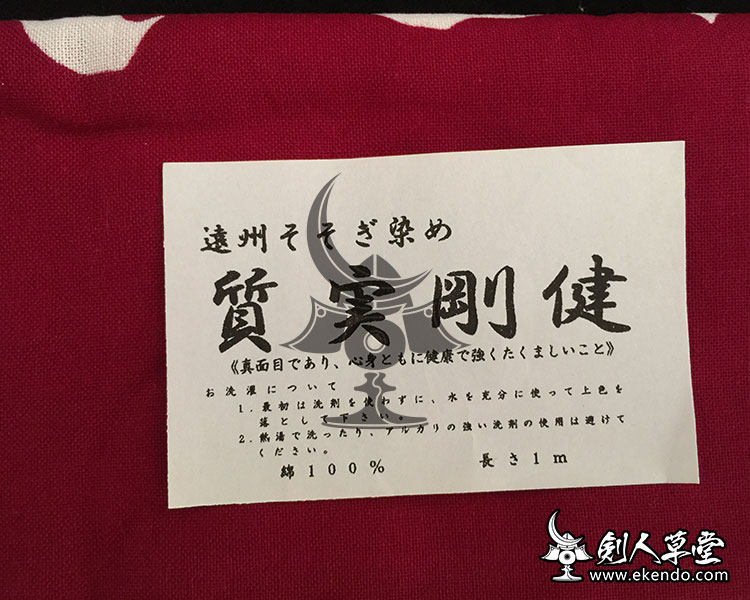 遠州そそぎ染め
質実剛健
《真面目であり、心身ともに健康で強くたくましいこと》
お洗濯について
1. 最初は洗剤を使わずに、水を充分に使って上色を
落として下さい。
2. 熱湯で洗ったり、アルカリの強い洗剤の使用は避けて
ください。
綿100% 長さ1m
剣人草堂
www.ekendo.com